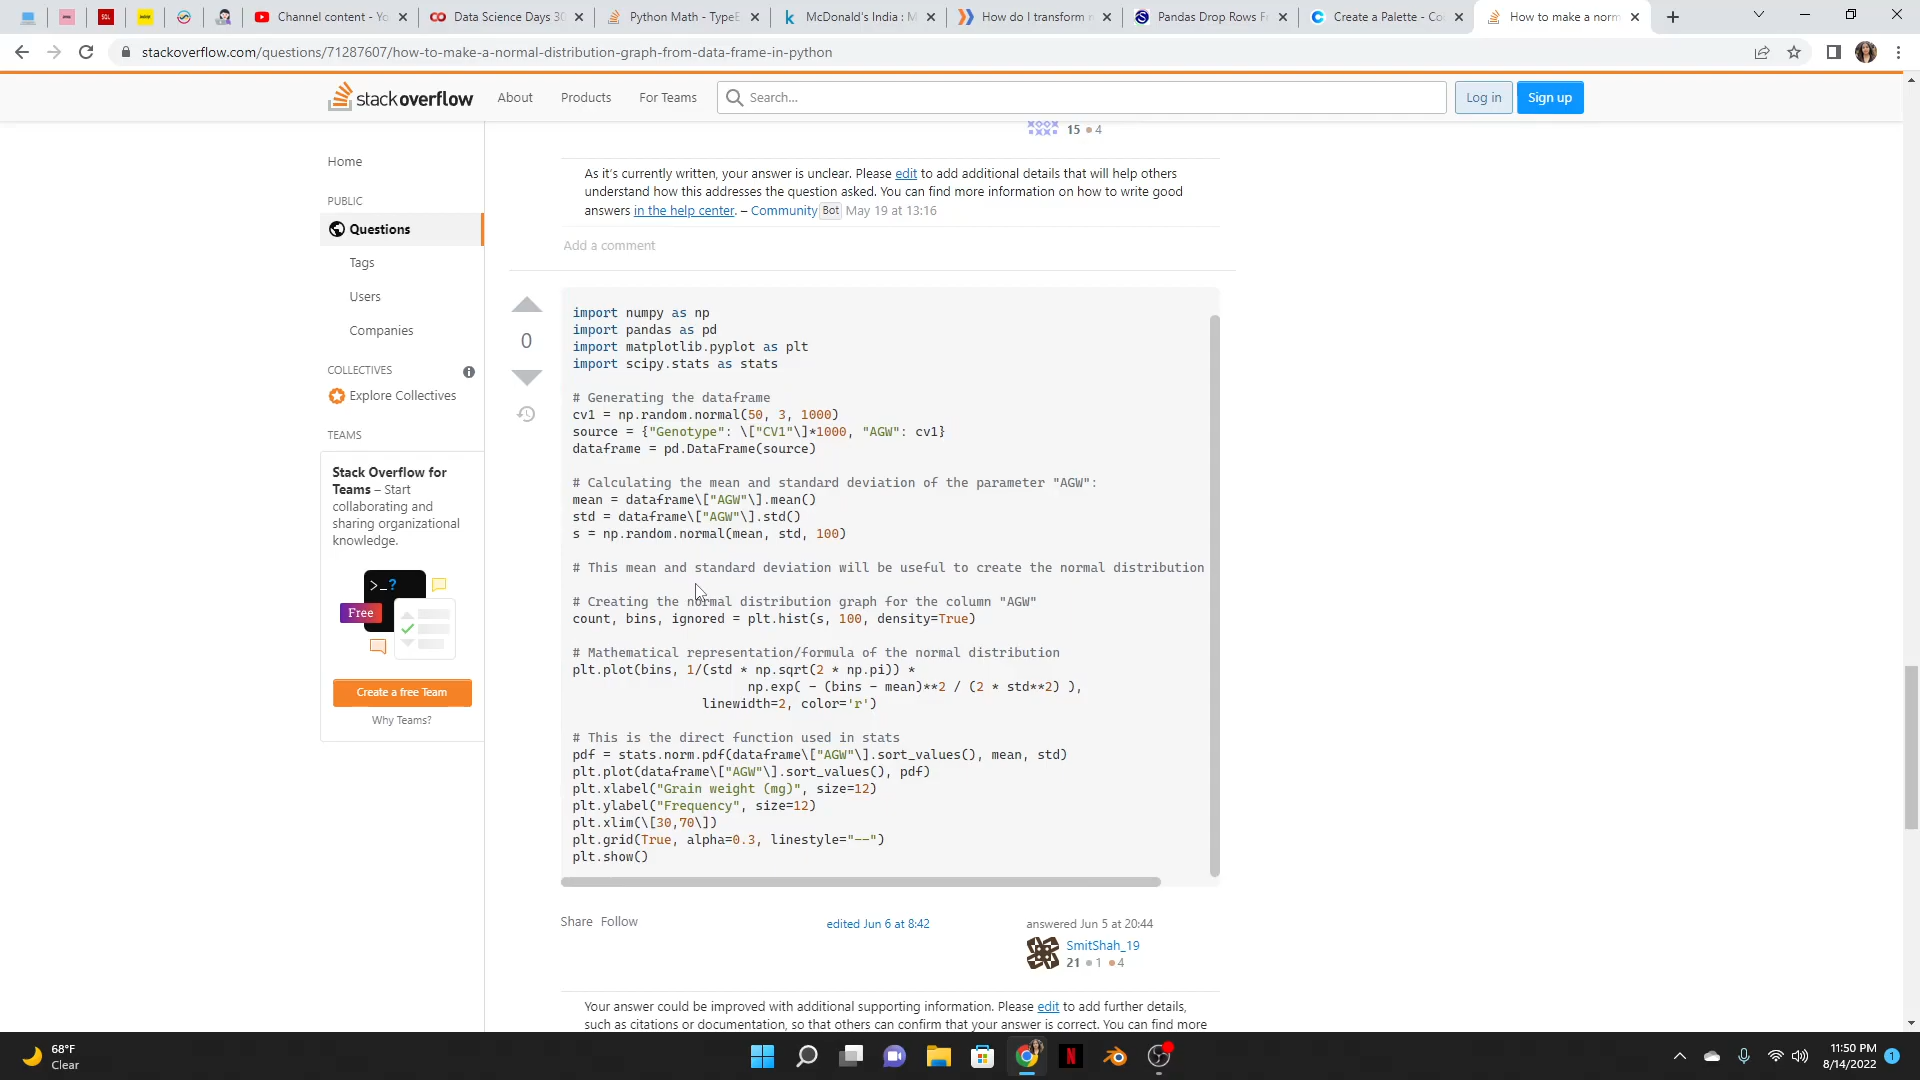 Channel content - Yo
Data Science Days 30
Python Math - TypeE
McDonald's India : M
How do I transform n
Pandas Drop Rows F
Create a Palette - Co
How to make a norm
stackoverflow.com/questions/71287607/how-to-make-a-normal-distribution-graph-from-data-frame-in-python
stackoverflow
About
Products
For Teams
Search...
Log in
Sign up
15 4
Home
PUBLIC
Questions
Tags
Users
Companies
COLLECTIVES
Explore Collectives
TEAMS
Stack Overflow for
Teams – Start
collaborating and
sharing organizational
knowledge.
>_?
Free
Create a free Team
Why Teams?
As it's currently written, your answer is unclear. Please edit to add additional details that will help others
understand how this addresses the question asked. You can find more information on how to write good
answers in the help center. – Community Bot May 19 at 13:16
Add a comment
0
import numpy as np
import pandas as pd
import matplotlib.pyplot as plt
import scipy.stats as stats
# Generating the dataframe
cv1 = np.random.normal(50, 3, 1000)
source = {"Genotype": \["CV1"\]*1000, "AGW": cv1}
dataframe = pd.DataFrame(source)
# Calculating the mean and standard deviation of the parameter "AGW":
mean = dataframe\["AGW"\].mean()
std = dataframe\["AGW"\].std()
s = np.random.normal(mean, std, 100)
# This mean and standard deviation will be useful to create the normal distribution
# Creating the normal distribution graph for the column "AGW"
count, bins, ignored = plt.hist(s, 100, density=True)
# Mathematical representation/formula of the normal distribution
plt.plot(bins, 1/(std * np.sqrt(2 * np.pi)) *
np.exp( - (bins - mean)**2 / (2 * std**2) ),
linewidth=2, color='r')
# This is the direct function used in stats
pdf = stats.norm.pdf(dataframe\["AGW"\].sort_values(), mean, std)
plt.plot(dataframe\["AGW"\].sort_values(), pdf)
plt.xlabel("Grain weight (mg)", size=12)
plt.ylabel("Frequency", size=12)
plt.xlim(\[30,70\])
plt.grid(True, alpha=0.3, linestyle="--")
plt.show()
Share Follow
edited Jun 6 at 8:42
answered Jun 5 at 20:44
SmitShah_19
21 1 4
Your answer could be improved with additional supporting information. Please edit to add further details,
such as citations or documentation, so that others can confirm that your answer is correct. You can find more
68°F
Clear
11:50 PM
8/14/2022
1